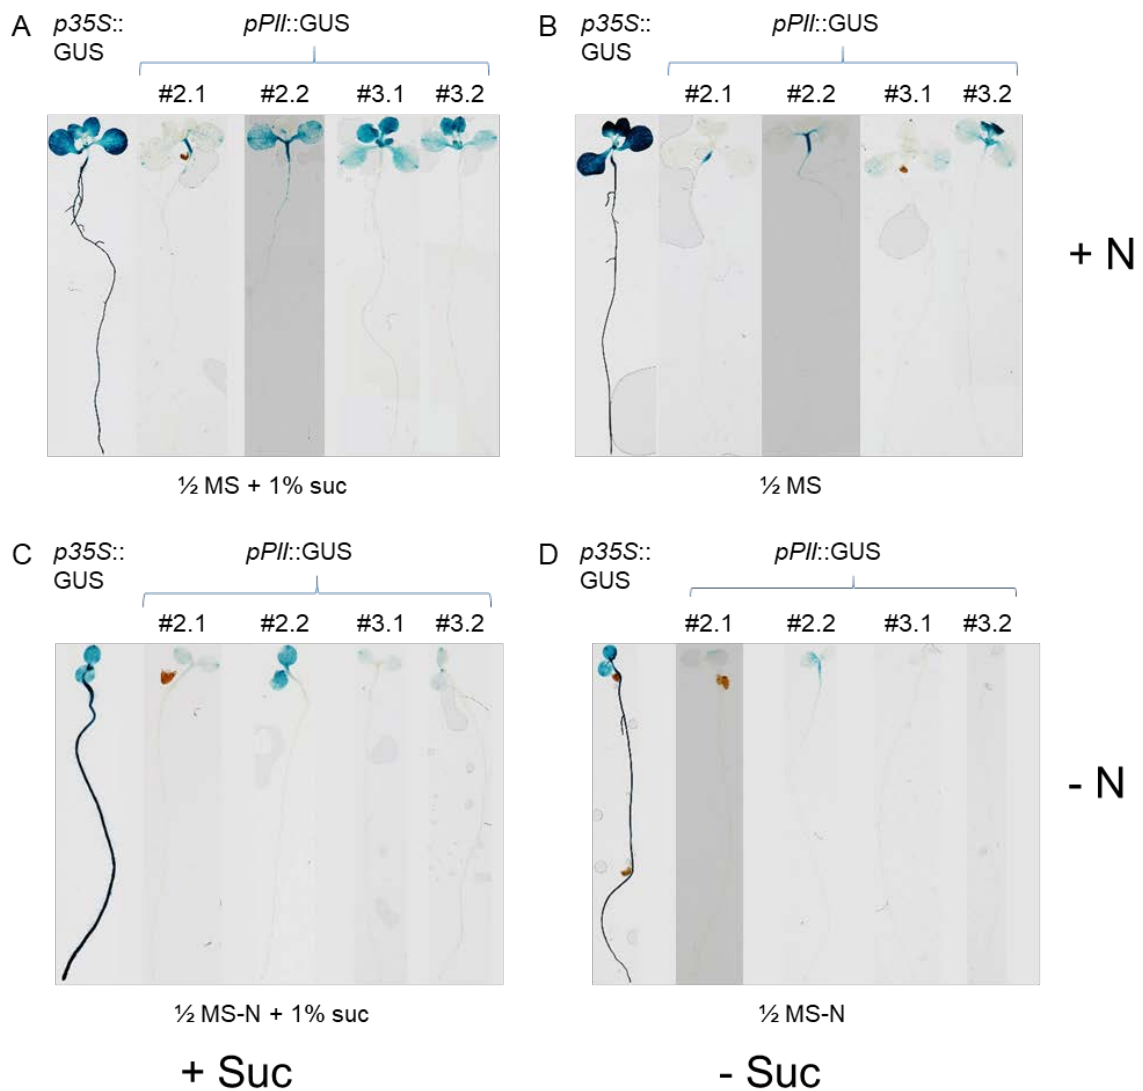 A p35S:: GUS pPII::GUS
#2.1 #2.2 #3.1 #3.2
½ MS + 1% suc
B p35S:: GUS pPII::GUS
#2.1 #2.2 #3.1 #3.2
½ MS
+ N
C p35S:: GUS pPII::GUS
#2.1 #2.2 #3.1 #3.2
½ MS-N + 1% suc
D p35S:: GUS pPII::GUS
#2.1 #2.2 #3.1 #3.2
½ MS-N
- N
+ Suc
- Suc